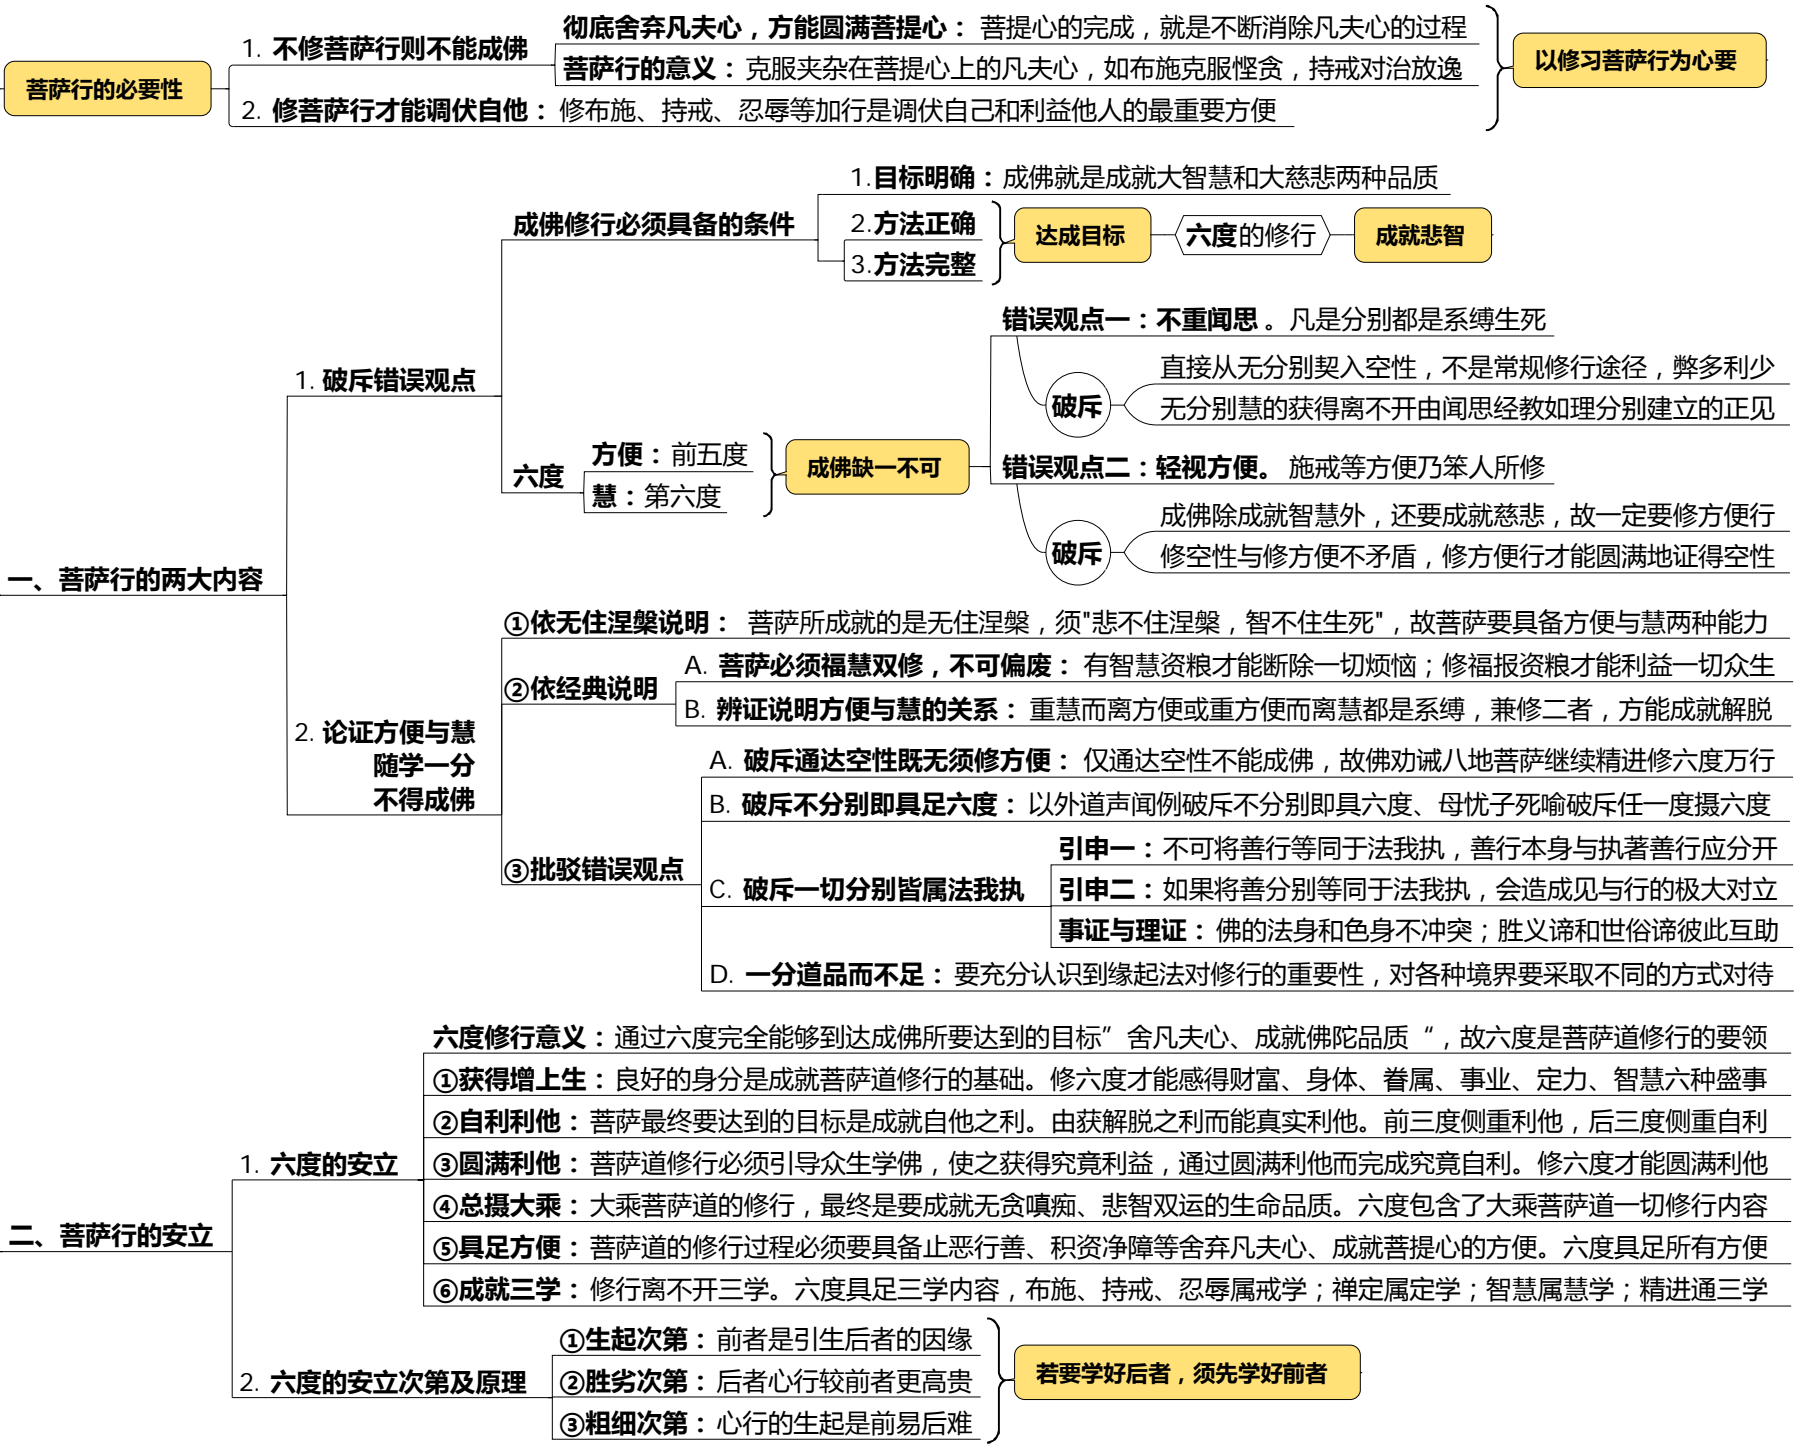 菩萨行的必要性
1. 不修菩萨行则不能成佛
彻底舍弃凡夫心，方能圆满菩提心： 菩提心的完成，就是不断消除凡夫心的过程
菩萨行的意义：克服夹杂在菩提心上的凡夫心，如布施克服悭贪，持戒对治放逸
2. 修菩萨行才能调伏自他： 修布施、持戒、忍辱等加行是调伏自己和利益他人的最重要方便
以修习菩萨行为心要
一、菩萨行的两大内容
1. 破斥错误观点
成佛修行必须具备的条件
1.目标明确：成佛就是成就大智慧和大慈悲两种品质
2.方法正确
3.方法完整
达成目标
六度的修行
成就悲智
六度
方便：前五度
慧：第六度
成佛缺一不可
错误观点一：不重闻思 。凡是分别都是系缚生死
破斥
直接从无分别契入空性，不是常规修行途径，弊多利少
无分别慧的获得离不开由闻思经教如理分别建立的正见
错误观点二：轻视方便。 施戒等方便乃笨人所修
破斥
成佛除成就智慧外，还要成就慈悲，故一定要修方便行
修空性与修方便不矛盾，修方便行才能圆满地证得空性
2. 论证方便与慧
随学一分
不得成佛
①依无住涅槃说明： 菩萨所成就的是无住涅槃，须"悲不住涅槃，智不住生死"，故菩萨要具备方便与慧两种能力
②依经典说明
A. 菩萨必须福慧双修，不可偏废：有智慧资粮才能断除一切烦恼；修福报资粮才能利益一切众生
B. 辨证说明方便与慧的关系：重慧而离方便或重方便而离慧都是系缚，兼修二者，方能成就解脱
③批驳错误观点
A. 破斥通达空性既无须修方便：仅通达空性不能成佛，故佛劝诫八地菩萨继续精进修六度万行
B. 破斥不分别即具足六度：以外道声闻例破斥不分别即具六度、母忧子死喻破斥任一度摄六度
C. 破斥一切分别皆属法我执
引申一：不可将善行等同于法我执，善行本身与执著善行应分开
引申二：如果将善分别等同于法我执，会造成见与行的极大对立
事证与理证：佛的法身和色身不冲突；胜义谛和世俗谛彼此互助
D. 一分道品而不足：要充分认识到缘起法对修行的重要性，对各种境界要采取不同的方式对待
二、菩萨行的安立
1. 六度的安立
六度修行意义：通过六度完全能够到达成佛所要达到的目标”舍凡夫心、成就佛陀品质“，故六度是菩萨道修行的要领
①获得增上生：良好的身分是成就菩萨道修行的基础。修六度才能感得财富、身体、眷属、事业、定力、智慧六种盛事
②自利利他：菩萨最终要达到的目标是成就自他之利。由获解脱之利而能真实利他。前三度侧重利他，后三度侧重自利
③圆满利他：菩萨道修行必须引导众生学佛，使之获得究竟利益，通过圆满利他而完成究竟自利。修六度才能圆满利他
④总摄大乘：大乘菩萨道的修行，最终是要成就无贪嗔痴、悲智双运的生命品质。六度包含了大乘菩萨道一切修行内容
⑤具足方便：菩萨道的修行过程必须要具备止恶行善、积资净障等舍弃凡夫心、成就菩提心的方便。六度具足所有方便
⑥成就三学：修行离不开三学。六度具足三学内容，布施、持戒、忍辱属戒学；禅定属定学；智慧属慧学；精进通三学
2. 六度的安立次第及原理
①生起次第：前者是引生后者的因缘
②胜劣次第：后者心行较前者更高贵
③粗细次第：心行的生起是前易后难
若要学好后者，须先学好前者